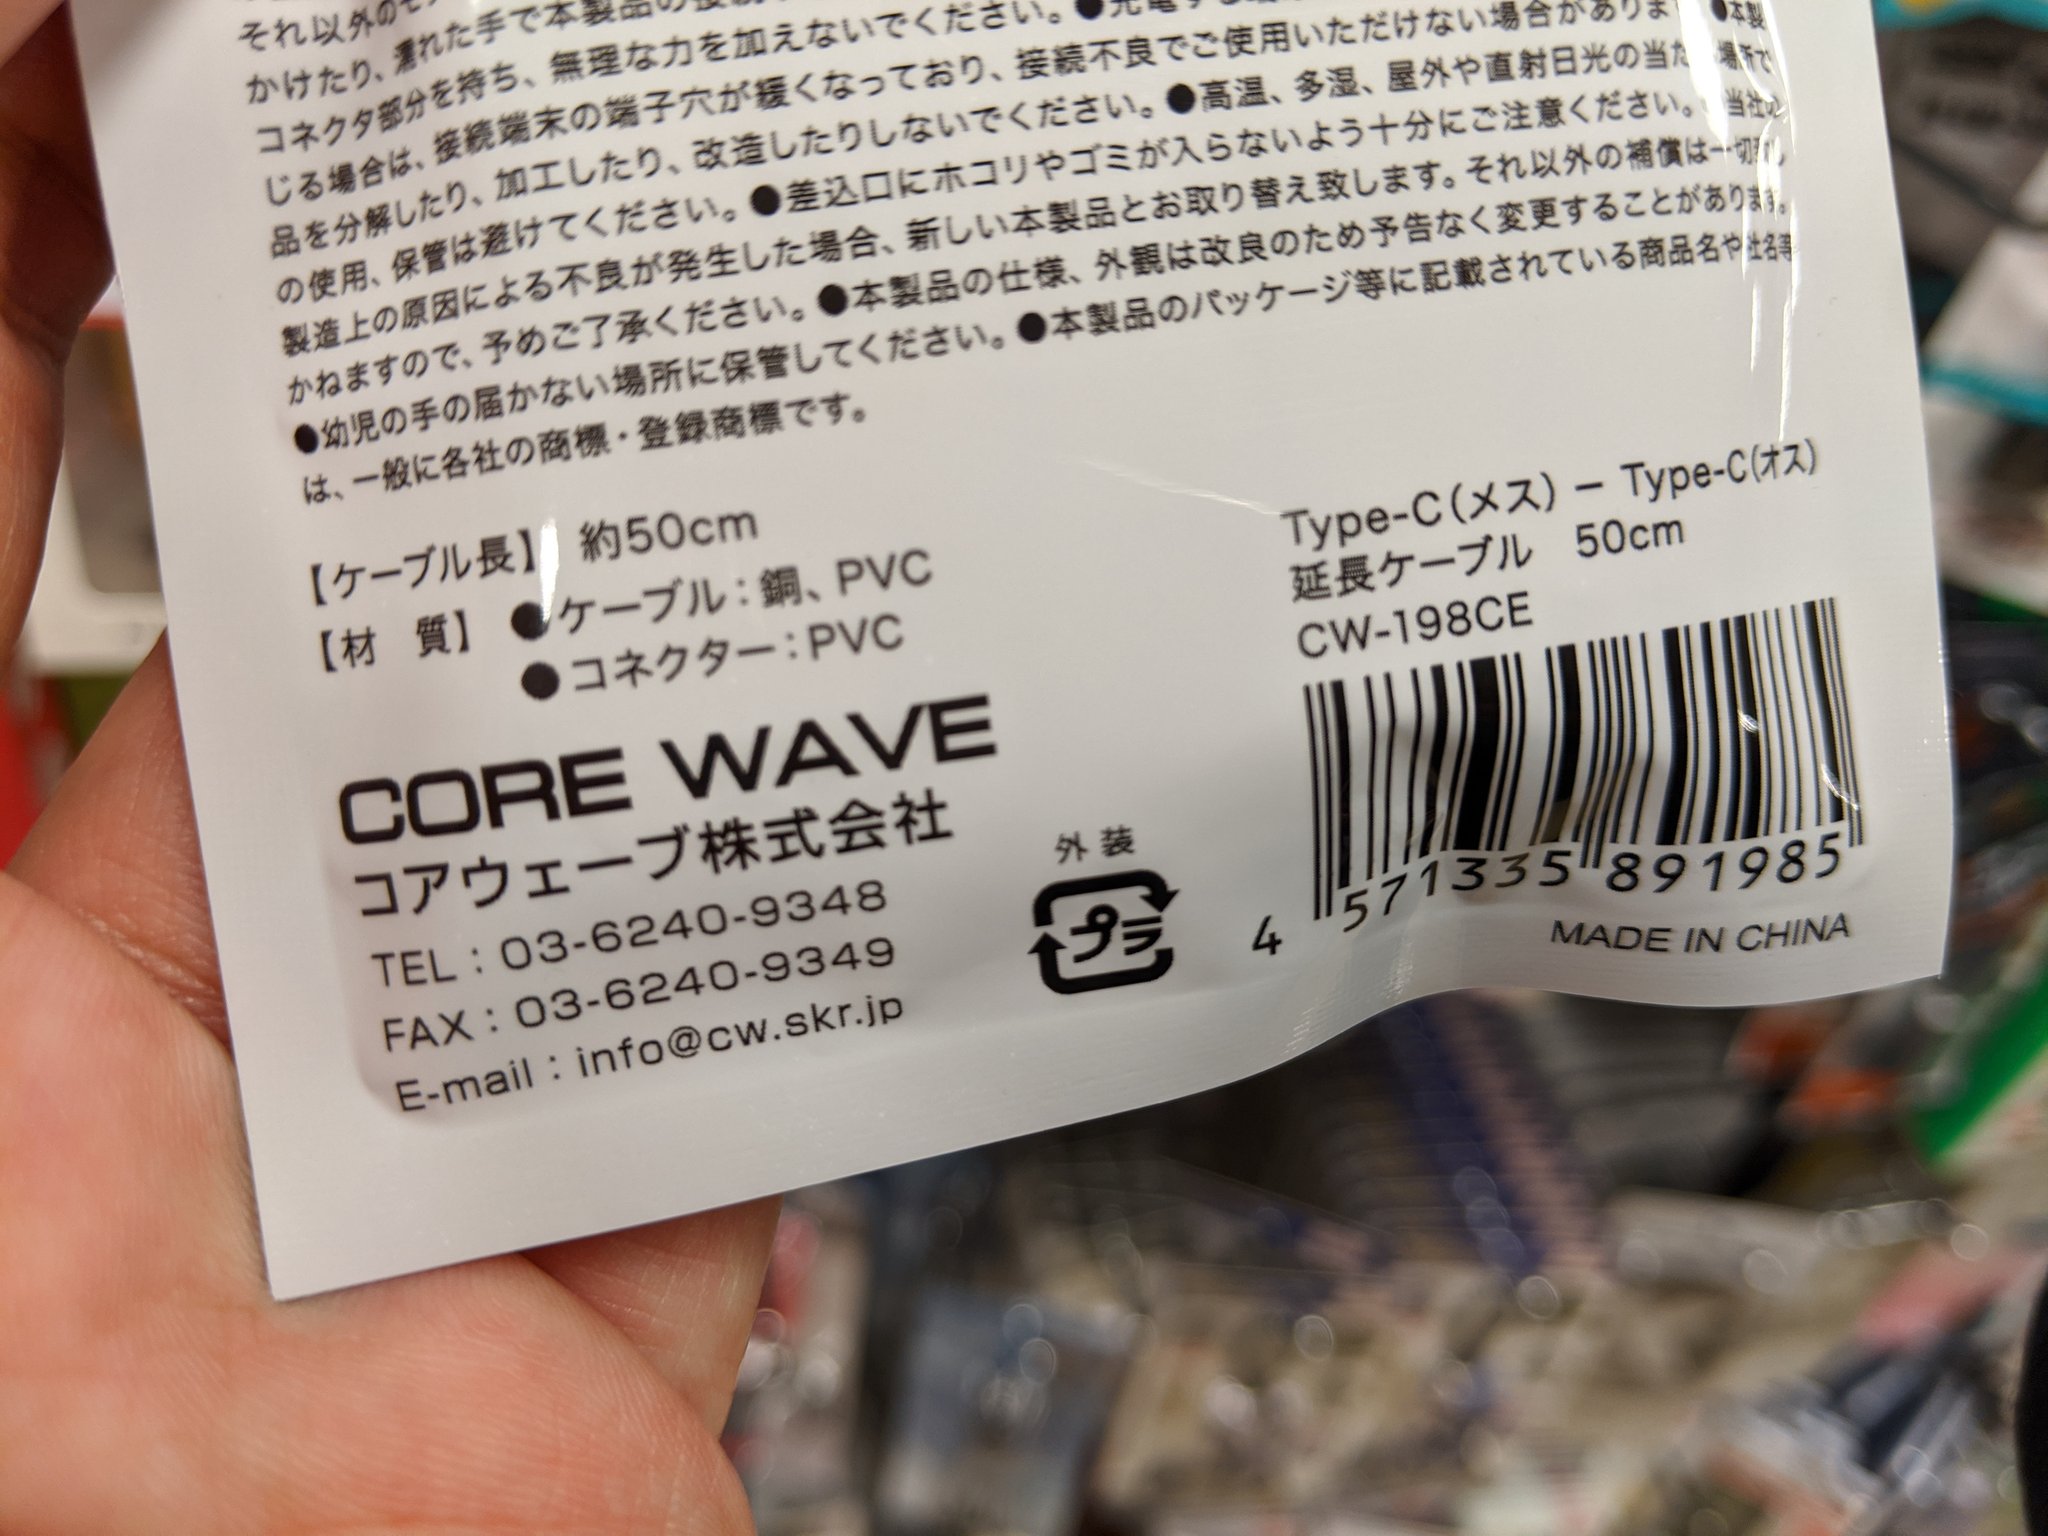 それ以外のモデ
かけたり、濡れた手で本製品の接続
コネクタ部分を持ち、無理な力を加えないでください。●充電する
じる場合は、接続端末の端子穴が緩くなっており、接続不良でご使用いただけない場合がありま ●本製
品を分解したり、加工したり、改造したりしないでください。●高温、多湿、屋外や直射日光の当た 場所で
の使用、保管は避けてください。●差込口にホコリやゴミが入らないよう十分にご注意ください。 当社の
製造上の原因による不良が発生した場合、新しい本製品とお取り替え致します。それ以外の補償は一切
かねますので、予めご了承ください。●本製品の仕様、外観は改良のため予告なく変更することがあります。
●幼児の手の届かない場所に保管してください。●本製品のパッケージ等に記載されている商品名や社名等
は、一般に各社の商標・登録商標です。
【ケーブル長】 約50cm
【材 質】 ●ケーブル：銅、PVC
●コネクター：PVC
CORE WAVE
コアウェーブ株式会社
TEL：03-6240-9348
FAX：03-6240-9349
E-mail：info@cw.skr.jp
外装
プラ
Type-C（メス）－Type-C（オス）
延長ケーブル 50cm
CW-198CE
4 571335 891985
MADE IN CHINA